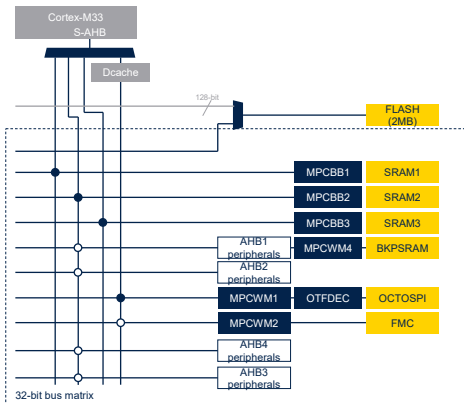 Cortex-M33
S-AHB
Dcache
128-bit
FLASH
(2MB)
MPCBB1 SRAM1
MPCBB2 SRAM2
MPCBB3 SRAM3
AHB1
peripherals
MPCWM4 BKPSRAM
AHB2
peripherals
MPCWM1 OTFDEC OCTOSPI
MPCWM2 FMC
AHB4
peripherals
AHB3
peripherals
32-bit bus matrix